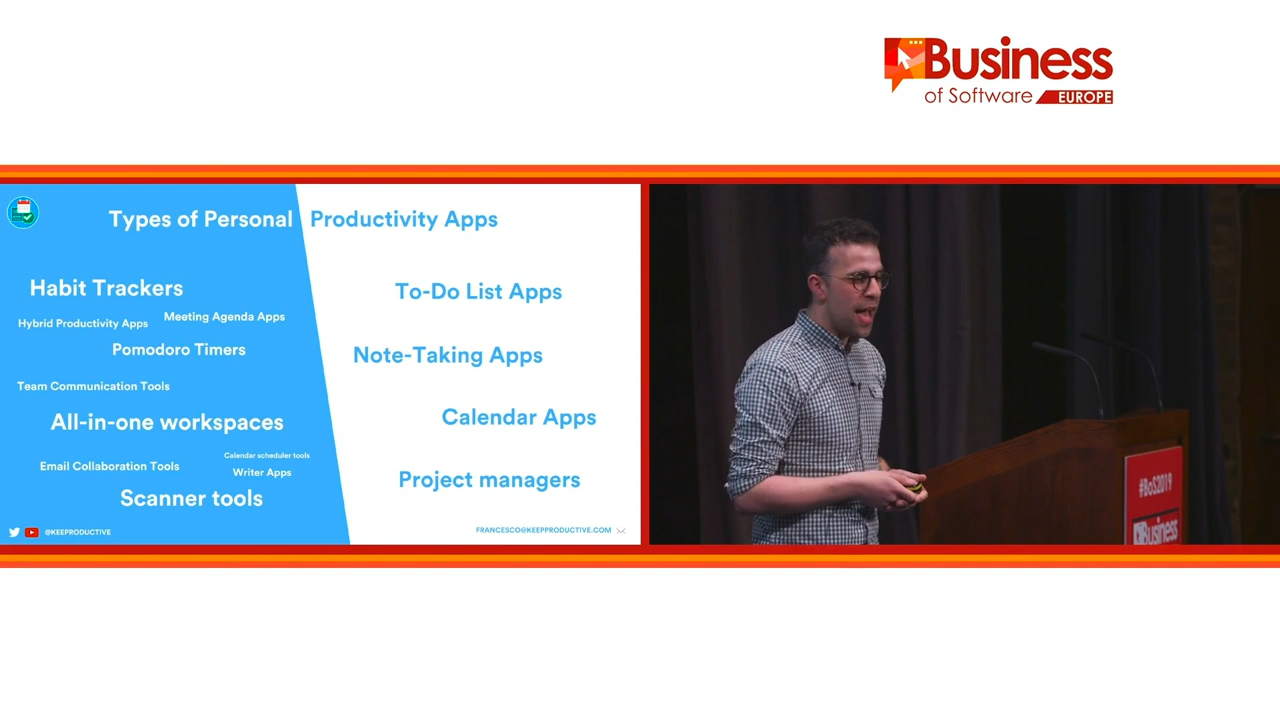 Business
of Software EUROPE
Types of Personal Productivity Apps
Habit Trackers
Hybrid Productivity Apps
Meeting Agenda Apps
Pomodoro Timers
Team Communication Tools
All-in-one workspaces
Calendar scheduler tools
Email Collaboration Tools
Writer Apps
Scanner tools
@KEEPRODUCTIVE
To-Do List Apps
Note-Taking Apps
Calendar Apps
Project managers
FRANCESCO@KEEPPRODUCTIVE.COM
#BoS2019
Business